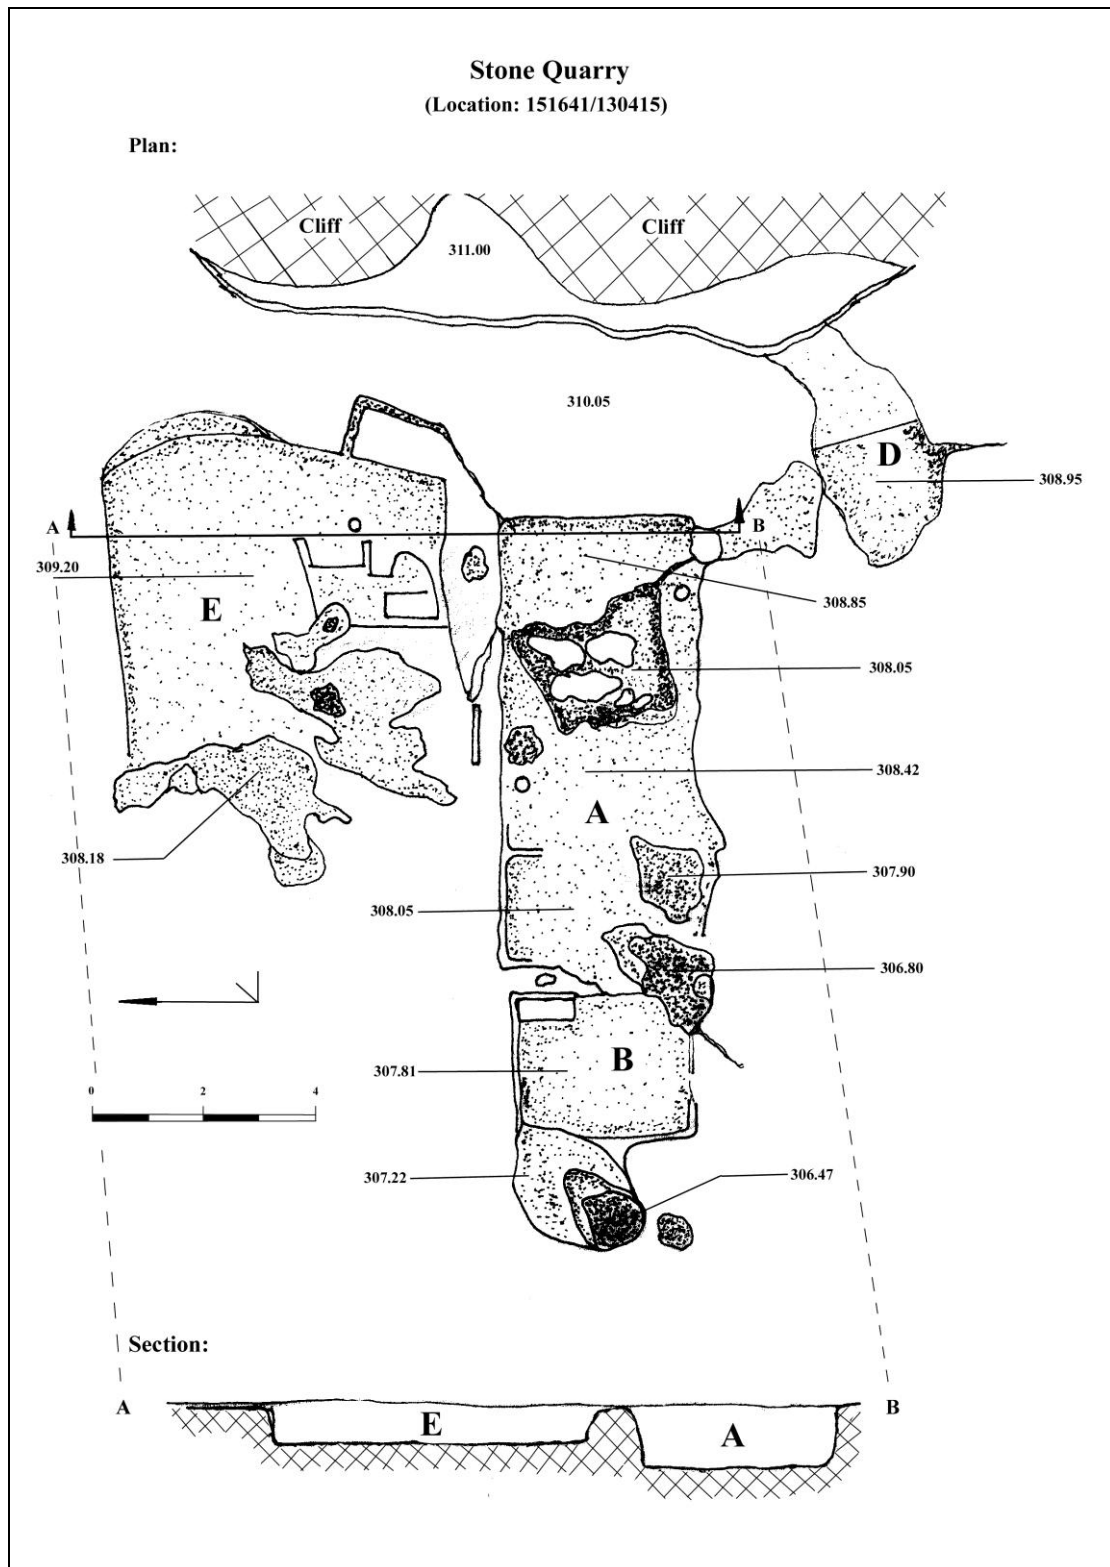 Stone Quarry
(Location: 151641/130415)
Plan:
Cliff
Cliff
311.00
310.05
D
308.95
A
B
309.20
E
308.85
308.05
308.42
A
308.18
307.90
308.05
306.80
B
307.81
0 2 4
307.22
306.47
Section:
A
B
E
A